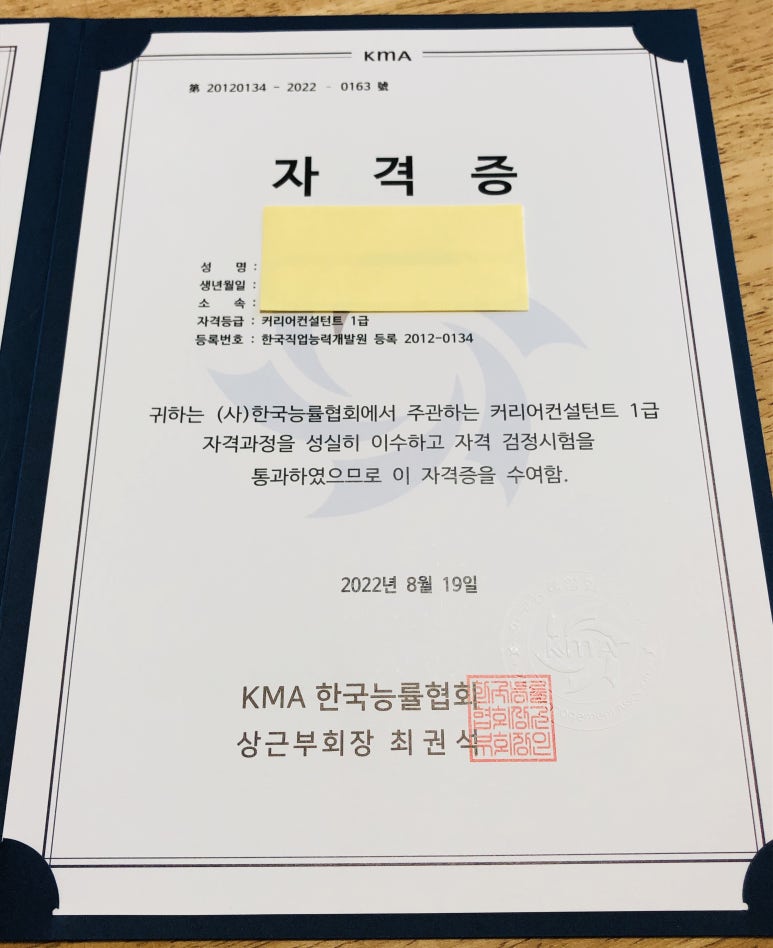 KMA
第 20120134 - 2022 - 0163 號
자 격 증
성 명 :
생년월일 :
소 속 :
자격등급 : 커리어컨설턴트 1급
등록번호 : 한국직업능력개발원 등록 2012-0134
귀하는 (사)한국능률협회에서 주관하는 커리어컨설턴트 1급
자격과정을 성실히 이수하고 자격 검정시험을
통과하였으므로 이 자격증을 수여함.
2022년 8월 19일
KMA
KMA 한국능률협회
상근부회장 최권석